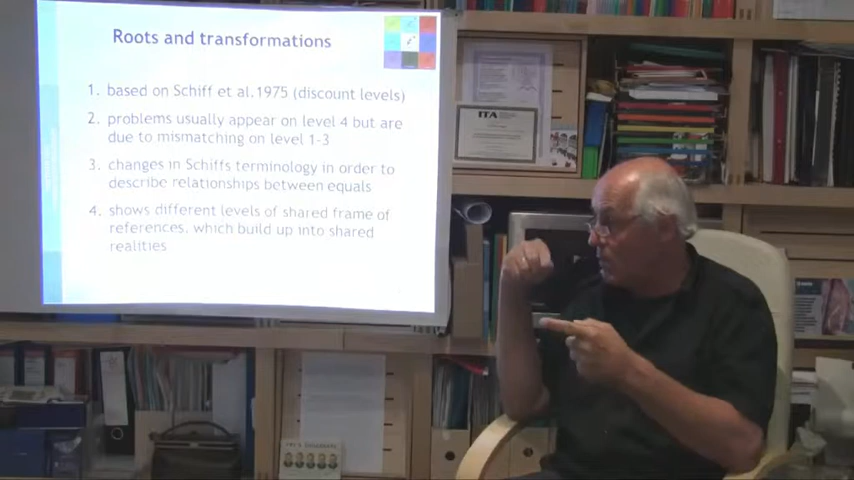 Roots and transformations
1. based on Schiff et al.1975 (discount levels)
2. problems usually appear on level 4 but are
due to mismatching on level 1-3
3. changes in Schiffs terminology in order to
describe relationships between equals
4. shows different levels of shared frame of
references, which build up into shared
realities
ITA